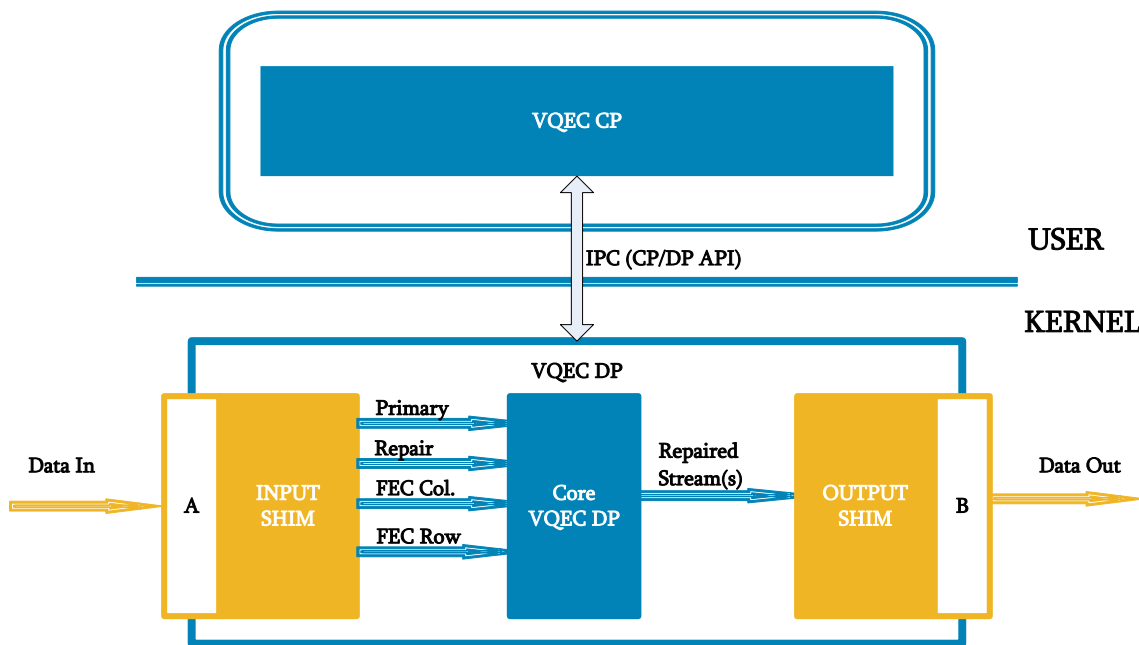 VQEC CP
IPC (CP/DP API)
USER
KERNEL
VQEC DP
Data In
A
INPUT
SHIM
Primary
Repair
FEC Col.
FEC Row
Core
VQEC DP
Repaired
Stream(s)
OUTPUT
SHIM
B
Data Out